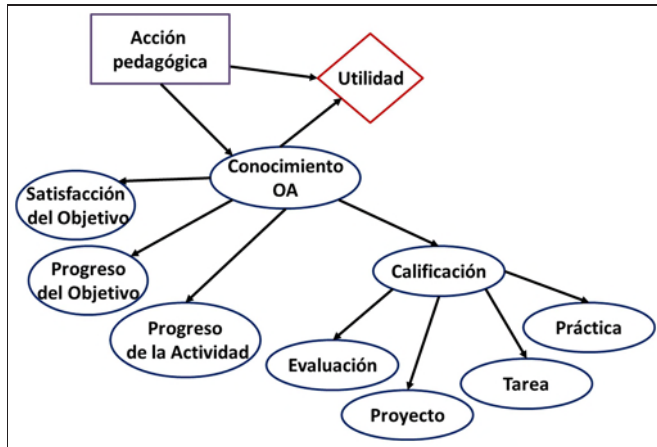 Acción
pedagógica
Utilidad
Conocimiento
OA
Satisfacción
del Objetivo
Progreso
del Objetivo
Progreso
de la Actividad
Calificación
Evaluación
Proyecto
Tarea
Práctica